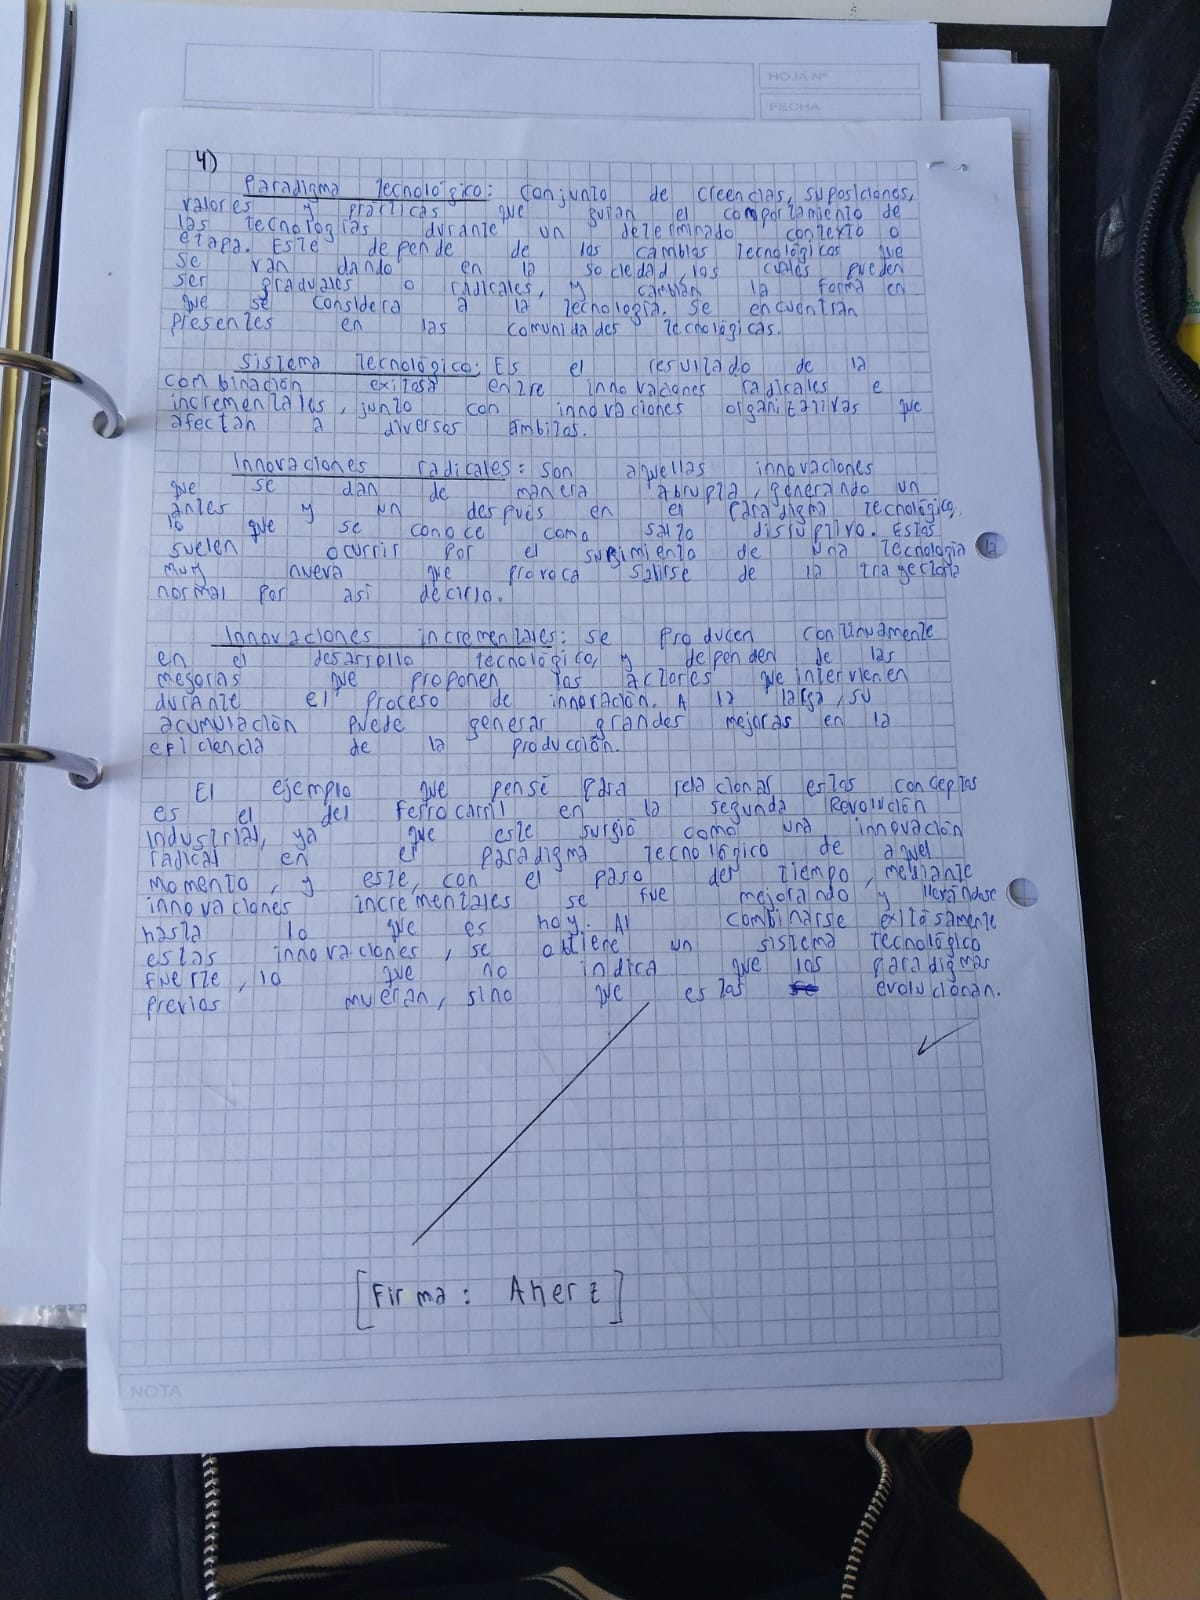 HOJA Nº
FECHA
4)
Paradigma tecnológico: conjunto de creencias, suposiciones,
valores y prácticas que guían el comportamiento de
las tecnologías durante un determinado contexto o
etapa. Este depende de los cambios tecnológicos que
se van dando en la sociedad, los cuales pueden
ser graduales o radicales, y cambian la forma en
que se considera a la tecnología. Se encuentran
presentes en las comunidades tecnológicas.
Sistema tecnológico: Es el resultado de la
combinación exitosa entre innovaciones radicales e
incrementales, junto con innovaciones organizativas que
afectan a diversos ámbitos.
Innovaciones radicales: son aquellas innovaciones
que se dan de manera abrupta, generando un
antes y un después en el paradigma tecnológico,
lo que se conoce como salto disruptivo. Estas
suelen ocurrir por el surgimiento de una tecnología
muy nueva que provoca salirse de la trayectoria
normal por así decirlo.
Innovaciones incrementales: se producen continuamente
en el desarrollo tecnológico, y dependen de las
mejoras que proponen los actores que intervienen
durante el proceso de innovación. A la larga, su
acumulación puede generar grandes mejoras en la
eficiencia de la producción.
El ejemplo que pensé para relacionar estos conceptos
es el del ferrocarril en la segunda Revolución
Industrial, ya que este surgió como una innovación
radical en el paradigma tecnológico de aquel
momento, y este, con el paso del tiempo, mediante
innovaciones incrementales se fue mejorando y llevándose
hasta lo que es hoy. Al combinarse exitosamente
estas innovaciones, se obtiene un sistema tecnológico
fuerte, lo que no indica que los paradigmas
previos mueran, sino que estos se evolucionan.
[Firma: Aherz]
NOTA